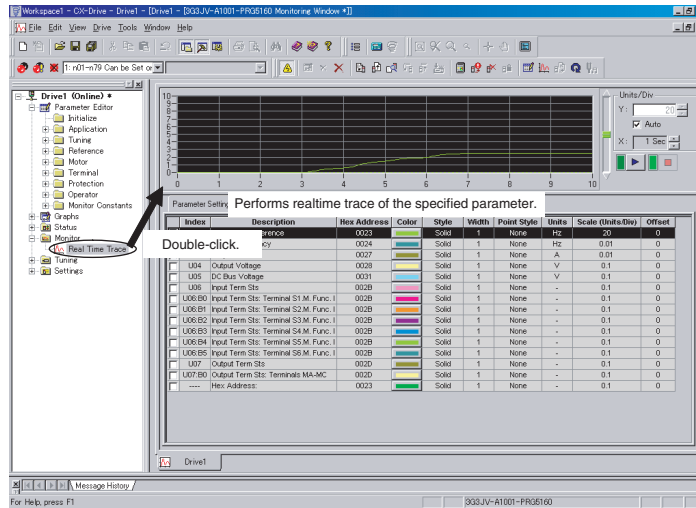 Workspace1 - CX-Drive - Drive1 - [Drive1 - [3G3JV-A1001-PRG5160 Monitoring Window *]]
File Edit View Drive Tools Window Help
1: n01-n79 Can be Set or
Drive1 (Online) *
Parameter Editor
Initialize
Application
Tuning
Reference
Motor
Terminal
Protection
Operator
Monitor Constants
Graphs
Status
Monitor
Real Time Trace
Tuning
Settings
10
9
8
7
6
5
4
3
2
1
0
0 1 2 3 4 5 6 7 8 9 10
Units/Div
Y: 20
Auto
X: 1 Sec
Performs realtime trace of the specified parameter.
Double-click.
Parameter Setting
Index Description Hex Address Color Style Width Point Style Units Scale (Units/Div) Offset
erence 0023 Solid 1 None Hz 20 0
cy 0024 Solid 1 None Hz 0.01 0
0027 Solid 1 None A 0.01 0
U04 Output Voltage 0028 Solid 1 None V 0.1 0
U05 DC Bus Voltage 0031 Solid 1 None V 0.1 0
U06 Input Term Sts 002B Solid 1 None - 0.1 0
U06:B0 Input Term Sts: Terminal S1.M. Func. I 002B Solid 1 None - 0.1 0
U06:B1 Input Term Sts: Terminal S2.M. Func. I 002B Solid 1 None - 0.1 0
U06:B2 Input Term Sts: Terminal S3.M. Func. I 002B Solid 1 None - 0.1 0
U06:B3 Input Term Sts: Terminal S4.M. Func. I 002B Solid 1 None - 0.1 0
U06:B4 Input Term Sts: Terminal S5.M. Func. I 002B Solid 1 None - 0.1 0
U06:B5 Input Term Sts: Terminal S6.M. Func. I 002B Solid 1 None - 0.1 0
U07 Output Term Sts 002D Solid 1 None - 0.1 0
U07:B0 Output Term Sts: Terminals MA-MC 002D Solid 1 None - 0.1 0
---- Hex Address: 0023 Solid 1 None - 0.1 0
Drive1
Message History
For Help, press F1
3G3JV-A1001-PRG5160